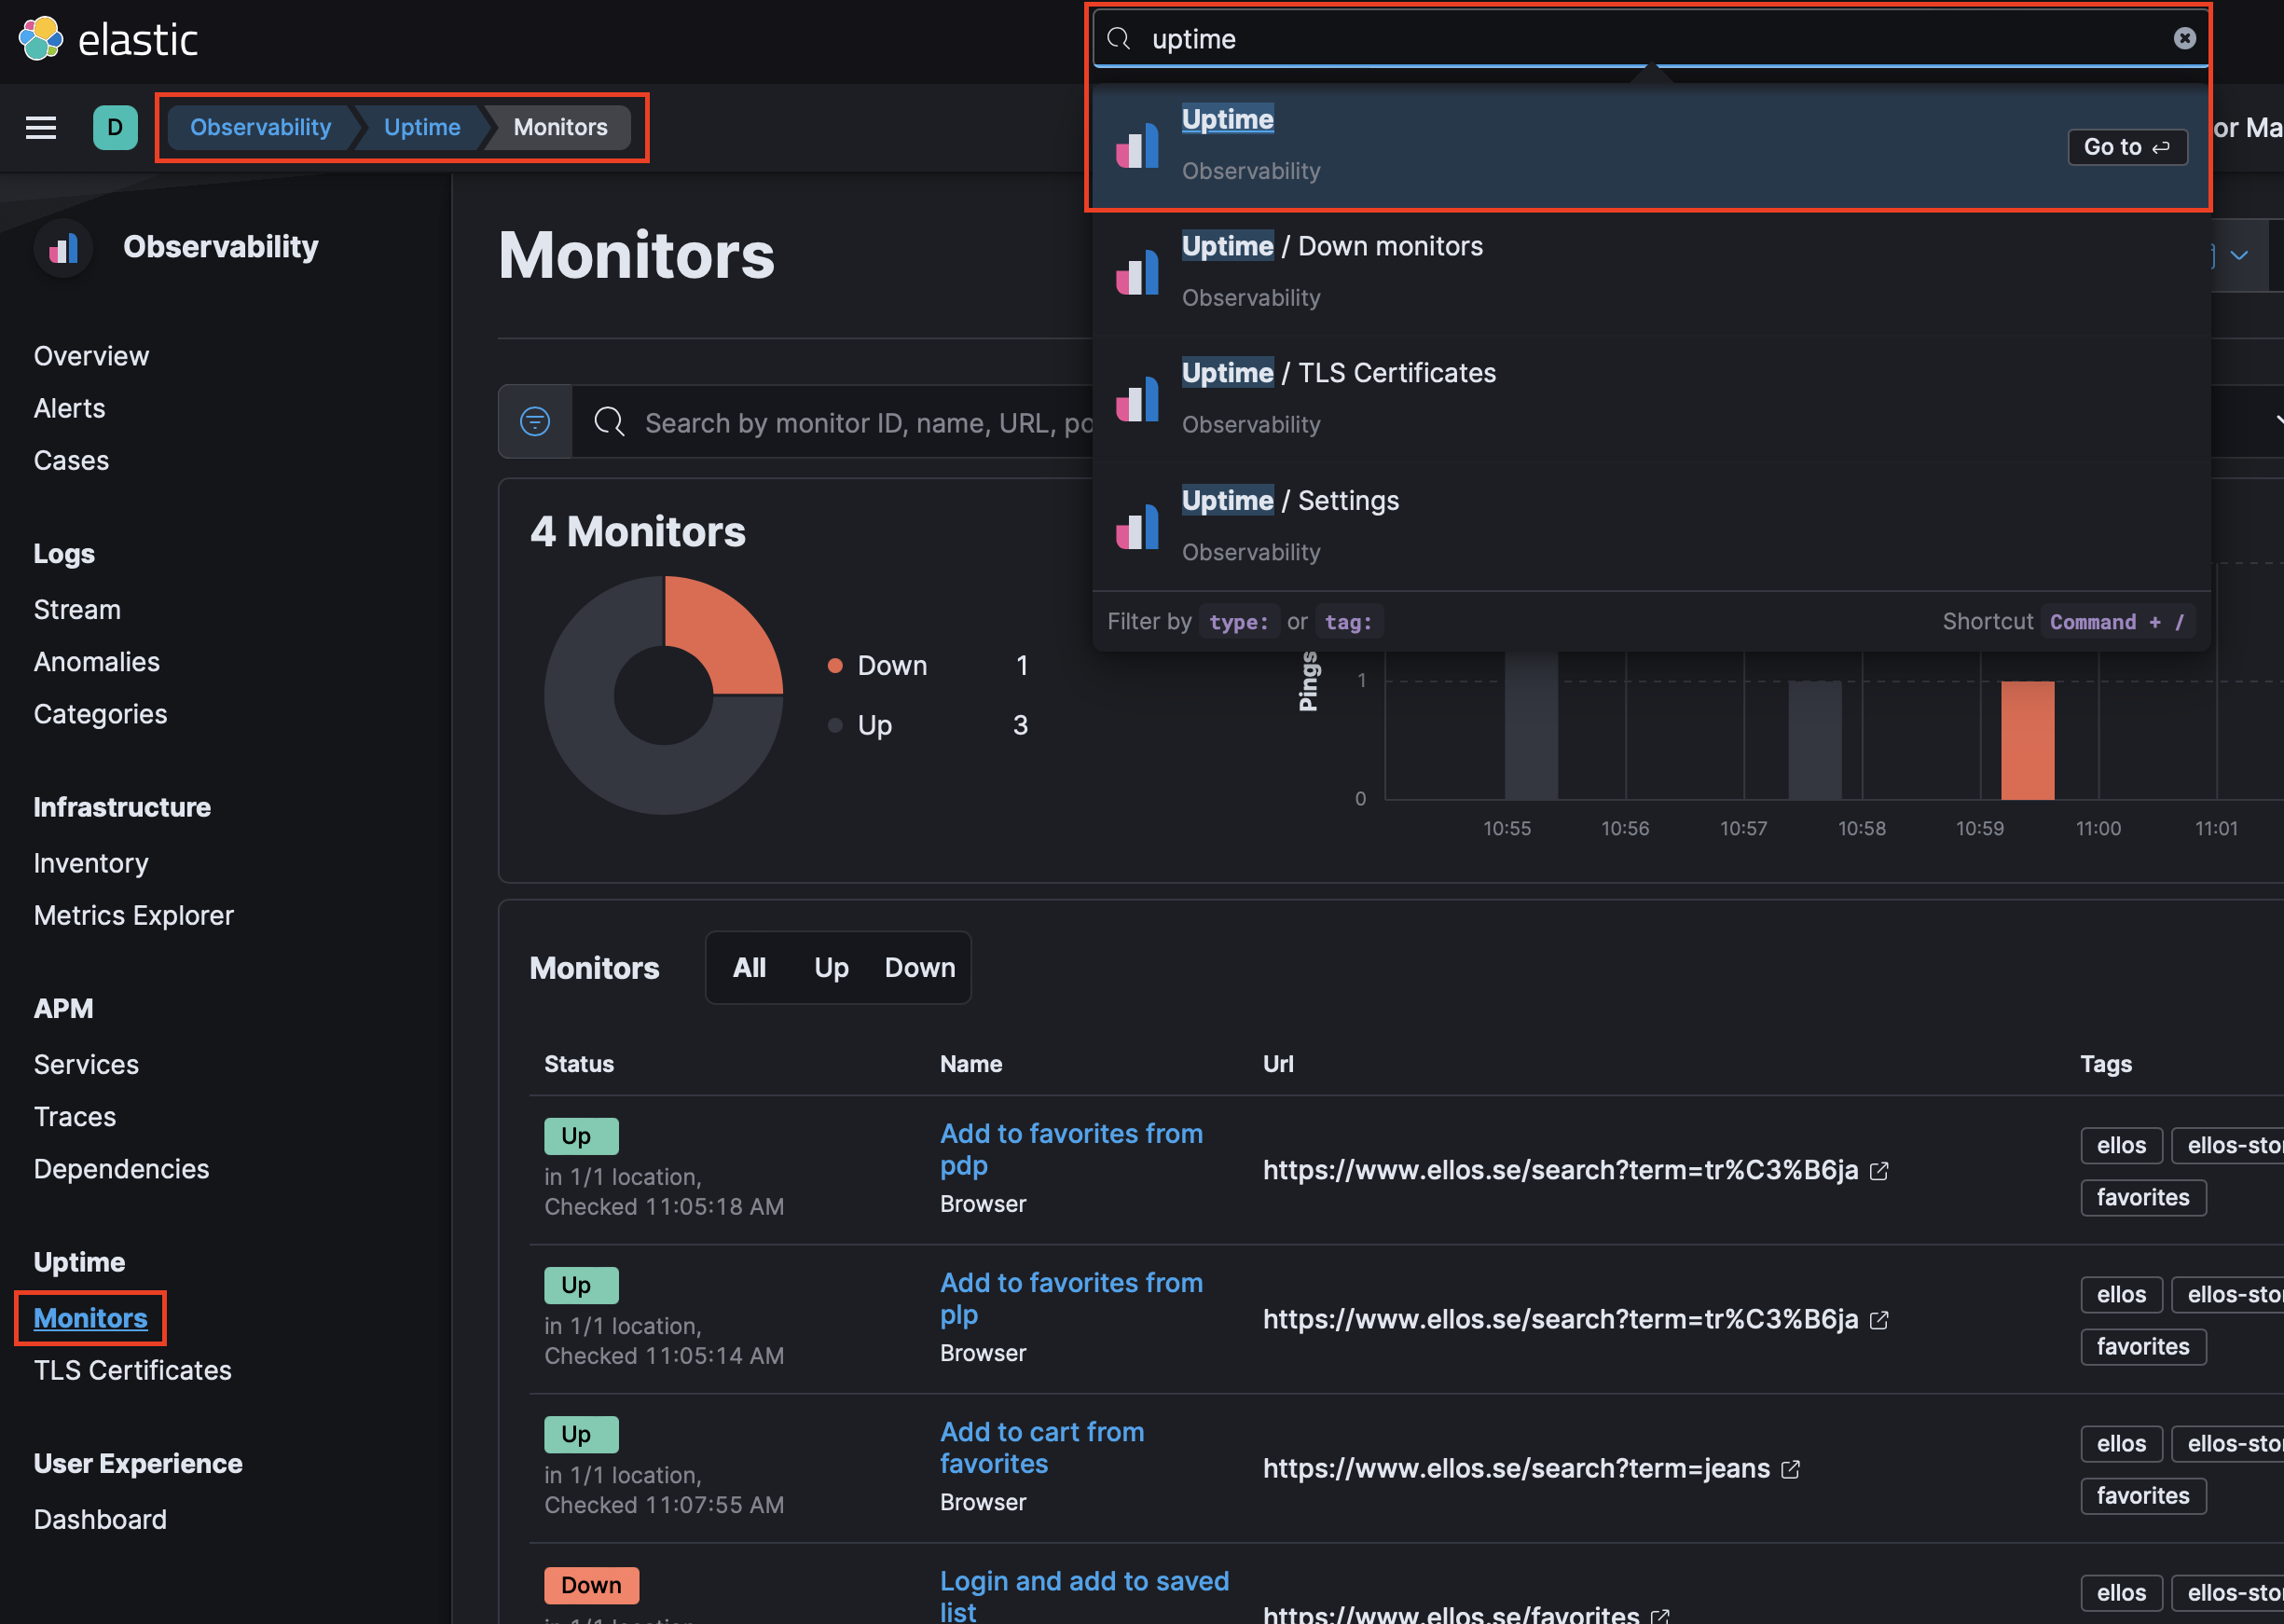 elastic
uptime
D
Observability
Uptime
Monitors
Uptime
Observability
Go to
or Ma
Observability
Overview
Alerts
Cases
Logs
Stream
Anomalies
Categories
Infrastructure
Inventory
Metrics Explorer
APM
Services
Traces
Dependencies
Uptime
Monitors
TLS Certificates
User Experience
Dashboard
Monitors
Search by monitor ID, name, URL, po
Uptime / Down monitors
Observability
Uptime / TLS Certificates
Observability
Uptime / Settings
Observability
Filter by type: or tag:
Shortcut Command + /
4 Monitors
Down 1
Up 3
Pings
1
0
10:55 10:56 10:57 10:58 10:59 11:00 11:01
Monitors All Up Down
Status Name Url Tags
Up
in 1/1 location,
Checked 11:05:18 AM
Add to favorites from
pdp
Browser
https://www.ellos.se/search?term=tr%C3%B6ja
ellos ellos-stor
favorites
Up
in 1/1 location,
Checked 11:05:14 AM
Add to favorites from
plp
Browser
https://www.ellos.se/search?term=tr%C3%B6ja
ellos ellos-stor
favorites
Up
in 1/1 location,
Checked 11:07:55 AM
Add to cart from
favorites
Browser
https://www.ellos.se/search?term=jeans
ellos ellos-stor
favorites
Down
in 1/1 location
Login and add to saved
list
https://www.ellos.se/favorites
ellos ellos-stor